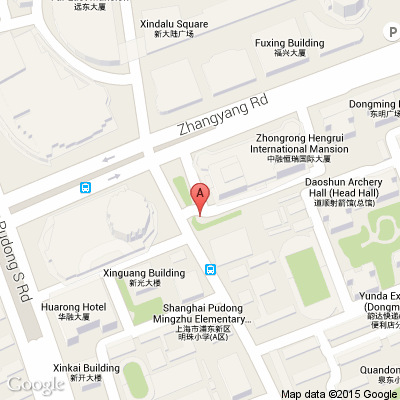 远东大厦
Xindalu Square
新大陆广场
Fuxing Building
福兴大厦
P
Zhangyang Rd
Dongming
东明广场
Zhongrong Hengrui
International Mansion
中融恒瑞国际大厦
Daoshun Archery
Hall (Head Hall)
道顺射箭馆(总馆)
A
Pudong S Rd
Xinguang Building
新光大楼
Huarong Hotel
华融大厦
Shanghai Pudong
Mingzhu Elementary...
上海市浦东新区
明珠小学(A区)
Yunda Ex
(Dongm
韵达快递
便利店分
Xinkai Building
新开大楼
Quandon
泉东小
Google
Map data ©2015 Google